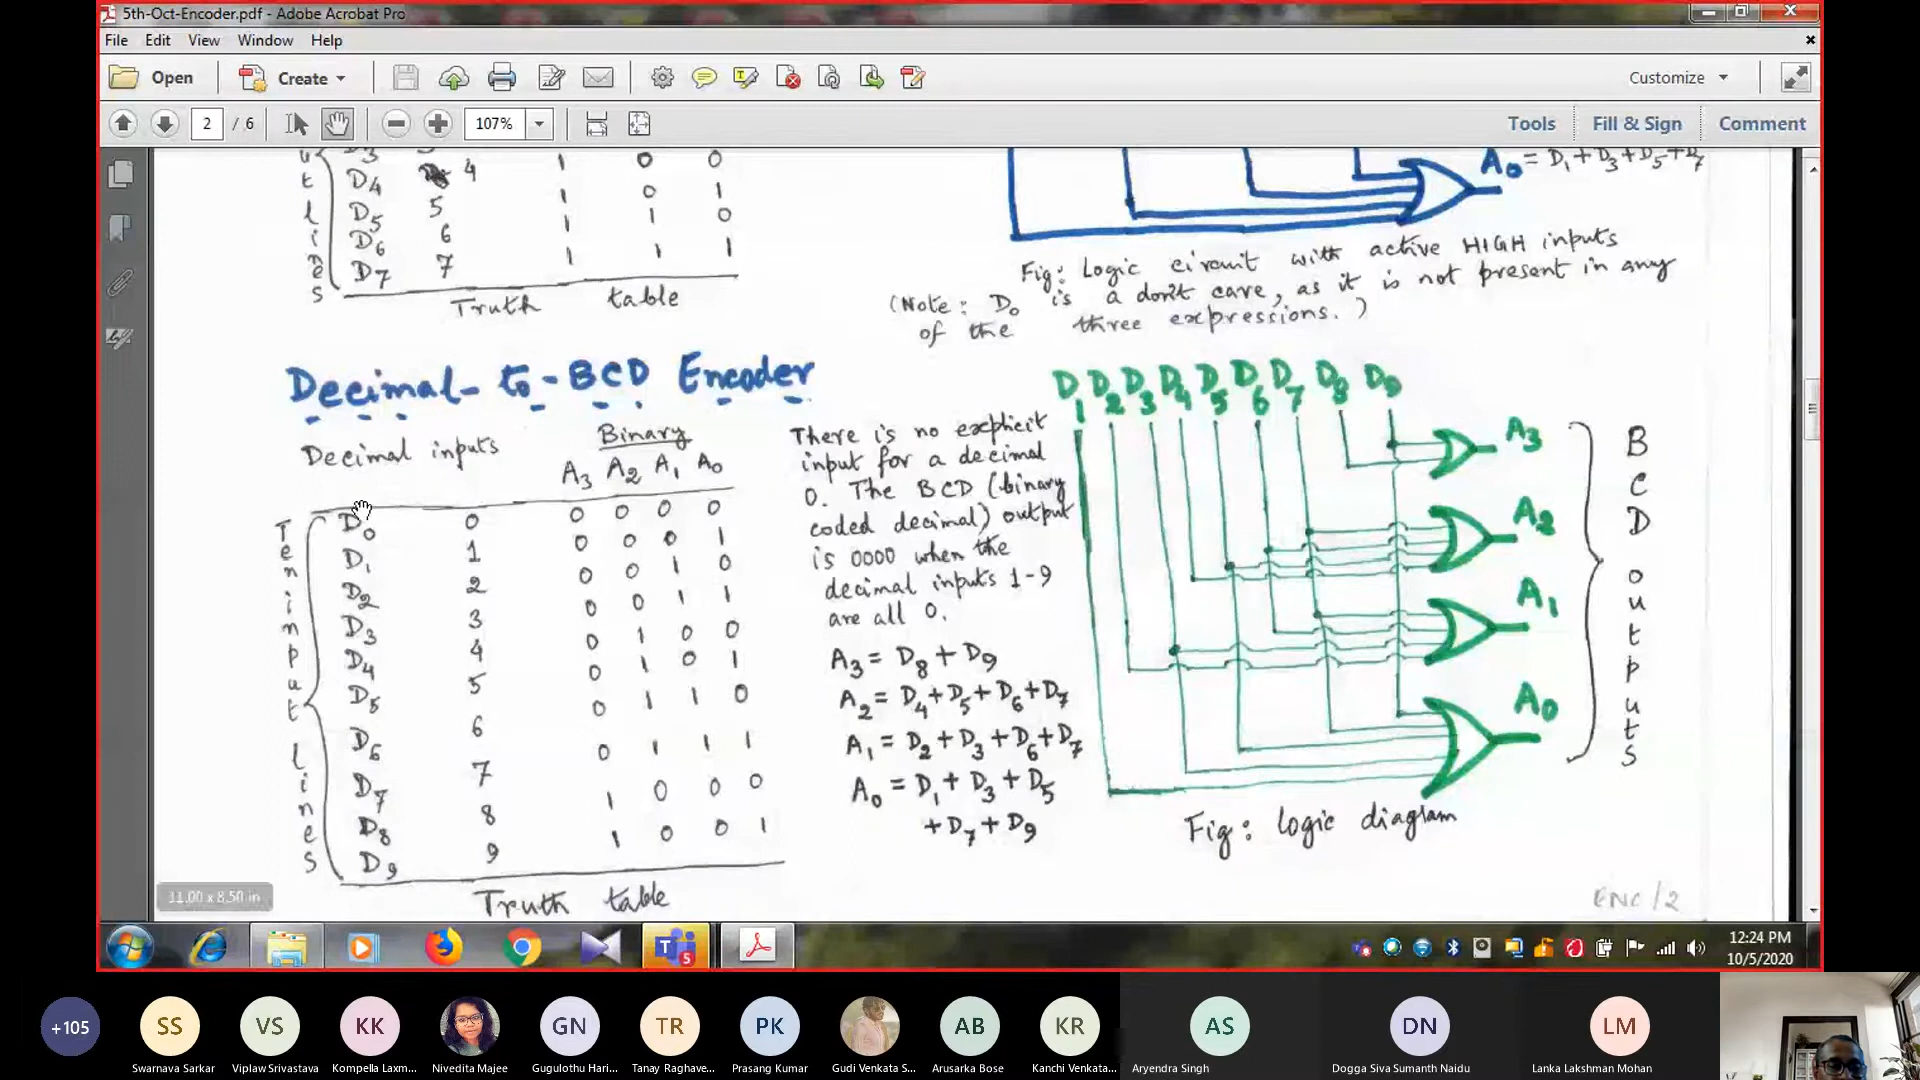 5th-Oct-Encoder.pdf - Adobe Acrobat Pro
File Edit View Window Help
Open Create Customize
2 / 6 107% Tools Fill & Sign Comment
D3
D4 4 1 0 0
D5 5 1 0 1
D6 6 1 1 0
D7 7 1 1 1
Truth table
A0 = D1 + D3 + D5 + D7
Fig: Logic circuit with active HIGH inputs
(Note: D0 is a don't care, as it is not present in any
of the three expressions.)
Decimal-to-BCD Encoder
Decimal inputs Binary
A3 A2 A1 A0
Ten input lines
D0 0 0 0 0 0
D1 1 0 0 0 1
D2 2 0 0 1 0
D3 3 0 0 1 1
D4 4 0 1 0 0
D5 5 0 1 0 1
D6 6 0 1 1 0
D7 7 0 1 1 1
D8 8 1 0 0 0
D9 9 1 0 0 1
Truth table
There is no explicit
input for a decimal
0. The BCD (binary
coded decimal) output
is 0000 when the
decimal inputs 1-9
are all 0.
A3 = D8 + D9
A2 = D4 + D5 + D6 + D7
A1 = D2 + D3 + D6 + D7
A0 = D1 + D3 + D5
+ D7 + D9
D1 D2 D3 D4 D5 D6 D7 D8 D9
A3
A2
A1
A0
BCD outputs
Fig: logic diagram
ENC/2
11.00 x 8.50 in
12:24 PM
10/5/2020
+105 SS VS KK GN TR PK AB KR AS DN LM
Swarnava Sarkar Viplaw Srivastava Kompella Laxm... Nivedita Majee Gugulothu Hari... Tanay Raghave... Prasang Kumar Gudi Venkata S... Arusarka Bose Kanchi Venkata... Aryendra Singh Dogga Siva Sumanth Naidu Lanka Lakshman Mohan